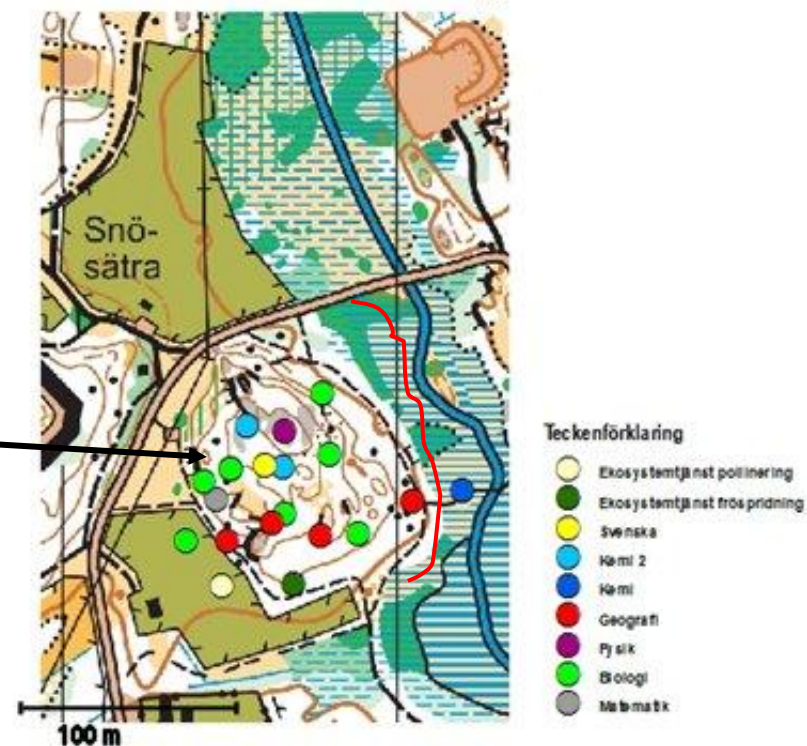 Snö-
sätra
Teckenförklaring
Ekosystemtjänst pollinering
Ekosystemtjänst fröspridning
Svenska
Kemi 2
Kemi
Geografi
Fysik
Biologi
Matematik
100 m